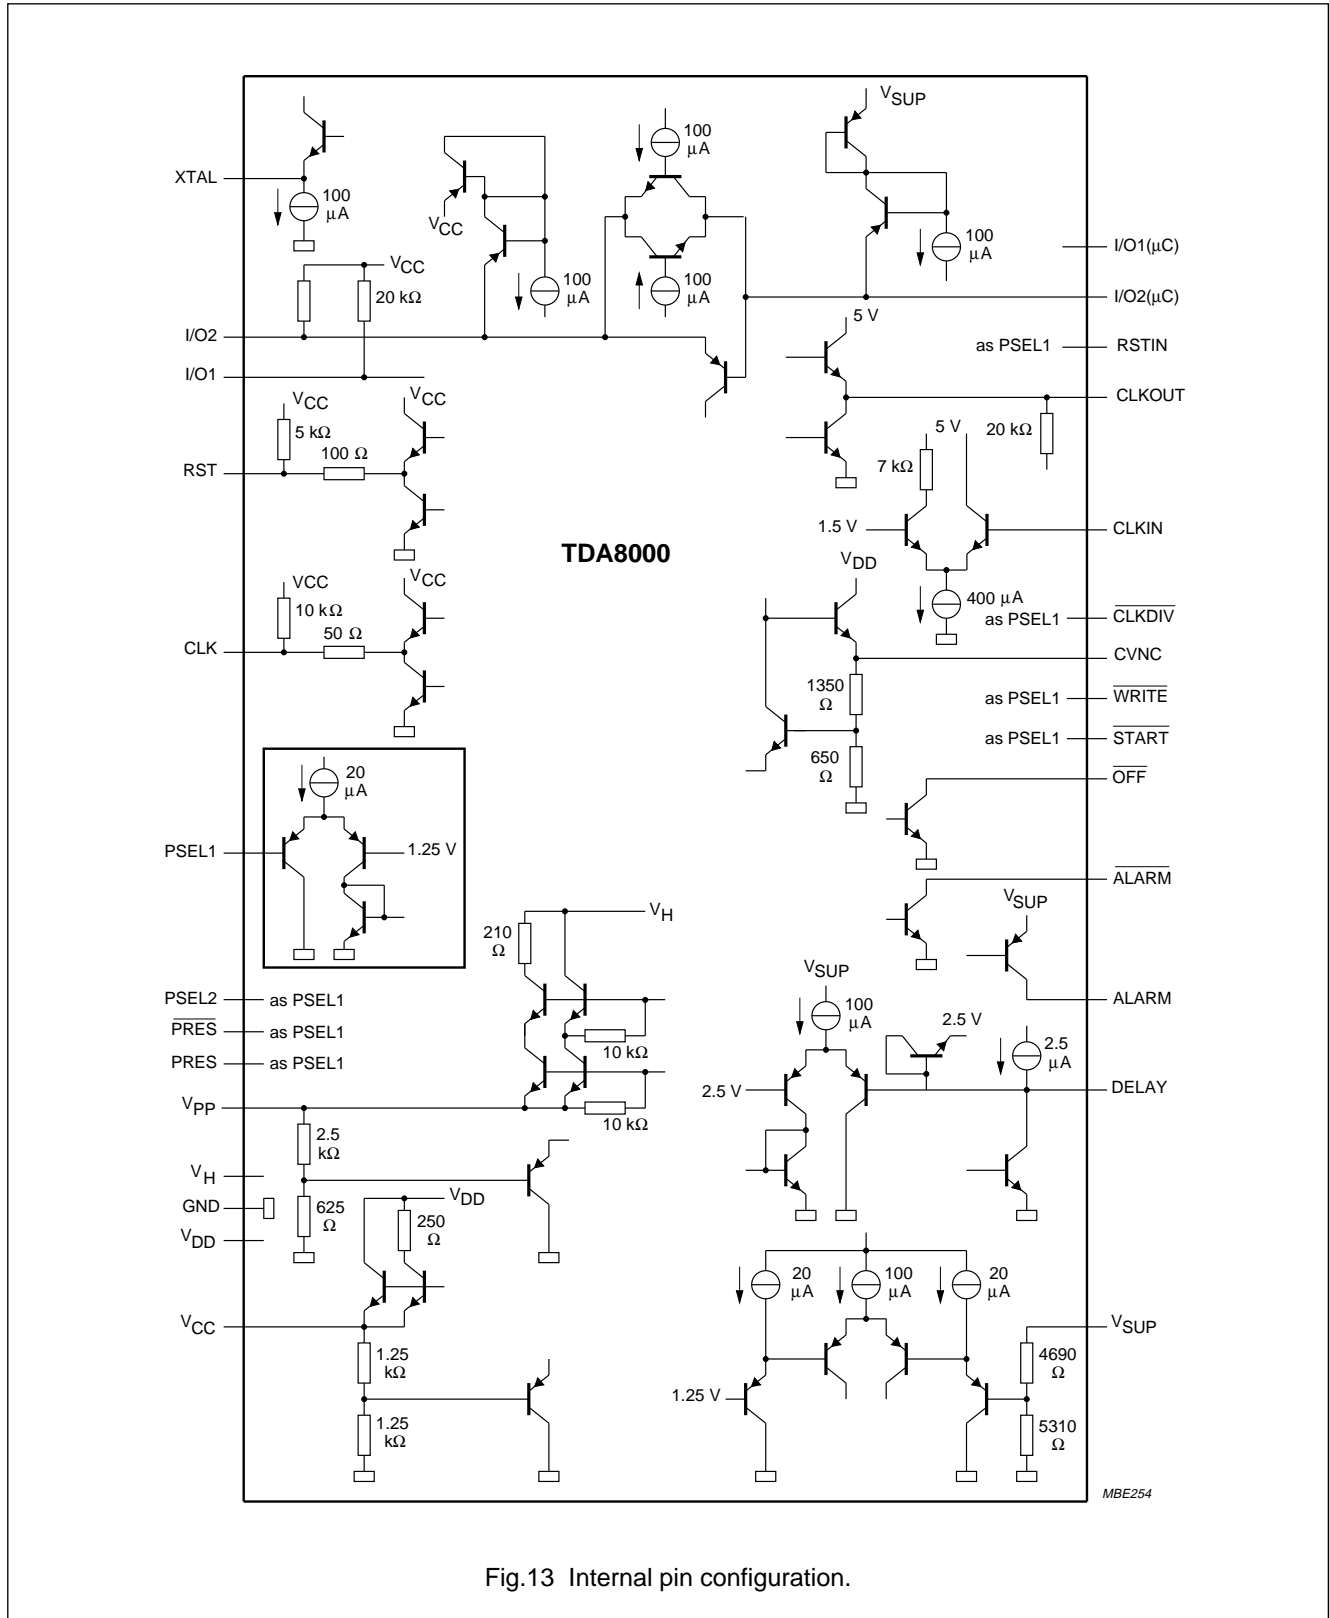 XTAL
100
μA
VCC
20 kΩ
I/O2
I/O1
VCC
100
μA
100
μA
100
μA
VSUP
100
μA
I/O1(μC)
I/O2(μC)
as PSEL1
RSTIN
5 V
CLKOUT
20 kΩ
5 V
7 kΩ
1.5 V
CLKIN
400 μA
as PSEL1
CLKDIV
VCC
5 kΩ
VCC
100 Ω
RST
TDA8000
VCC
10 kΩ
VCC
50 Ω
CLK
VDD
CVNC
1350
Ω
650
Ω
as PSEL1
WRITE
as PSEL1
START
OFF
20
μA
PSEL1
1.25 V
ALARM
VSUP
ALARM
PSEL2
as PSEL1
PRES
as PSEL1
PRES
as PSEL1
210
Ω
VH
10 kΩ
10 kΩ
VPP
2.5
kΩ
625
Ω
VH
GND
VDD
VSUP
100
μA
2.5 V
2.5 V
2.5
μA
DELAY
VDD
250
Ω
VCC
1.25
kΩ
1.25
kΩ
20
μA
100
μA
20
μA
1.25 V
VSUP
4690
Ω
5310
Ω
MBE254
Fig.13 Internal pin configuration.